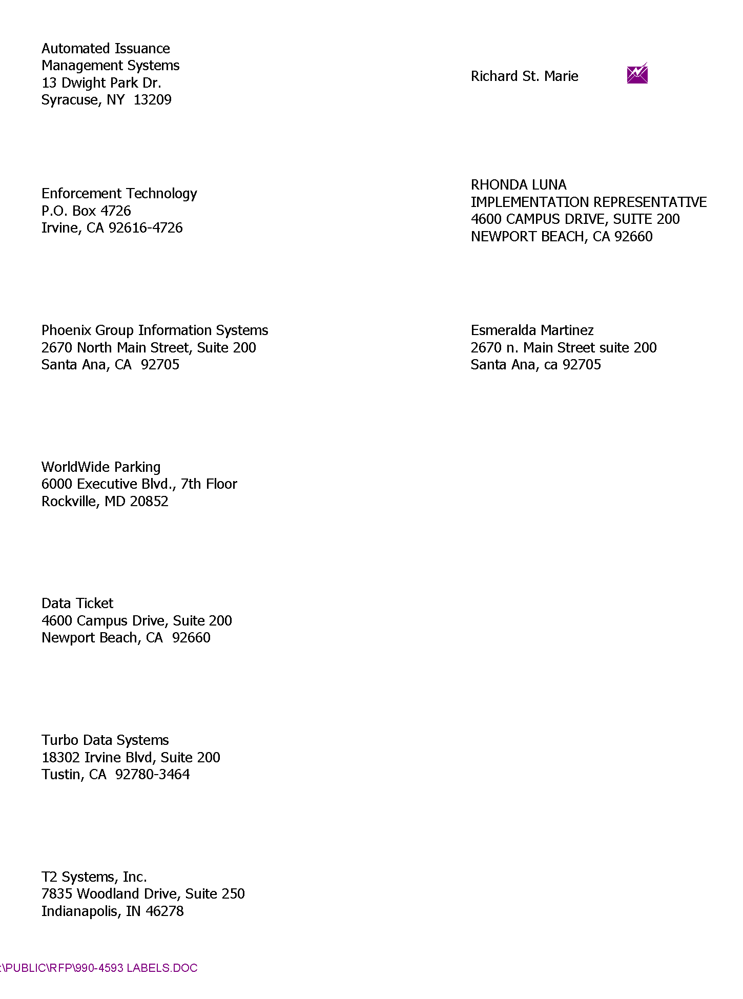 Automated Issuance
Management Systems
13 Dwight Park Dr.
Syracuse, NY  13209
Richard St. Marie
Enforcement Technology
P.O. Box 4726
Irvine, CA 92616-4726
RHONDA LUNA
IMPLEMENTATION REPRESENTATIVE
4600 CAMPUS DRIVE, SUITE 200
NEWPORT BEACH, CA 92660
Phoenix Group Information Systems
2670 North Main Street, Suite 200
Santa Ana, CA  92705
Esmeralda Martinez
2670 n. Main Street suite 200
Santa Ana, ca 92705
WorldWide Parking
6000 Executive Blvd., 7th Floor
Rockville, MD 20852
Data Ticket
4600 Campus Drive, Suite 200
Newport Beach, CA  92660
Turbo Data Systems
18302 Irvine Blvd, Suite 200
Tustin, CA  92780-3464
T2 Systems, Inc.
7835 Woodland Drive, Suite 250
Indianapolis, IN 46278
:\PUBLIC\RFP\990-4593 LABELS.DOC